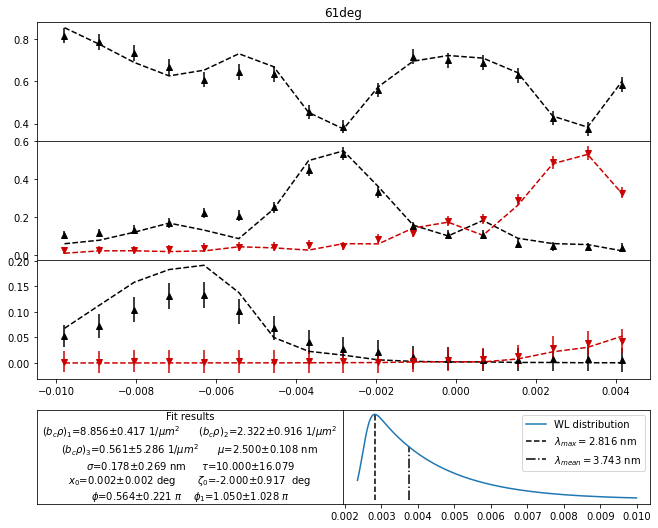 61deg
0.8
0.6
0.4
0.6
0.4
0.2
0.0
0.20
0.15
0.10
0.05
0.00
−0.010 −0.008 −0.006 −0.004 −0.002 0.000 0.002 0.004
Fit results
(b_cρ)₁=8.856±0.417 1/μm² (b_cρ)₂=2.322±0.916 1/μm²
(b_cρ)₃=0.561±5.286 1/μm² μ=2.500±0.108 nm
σ=0.178±0.269 nm τ=10.000±16.079
x₀=0.002±0.002 deg ζ₀=-2.000±0.917 deg
ϕ=0.564±0.221 π ϕ₁=1.050±1.028 π
WL distribution
λ_max = 2.816 nm
λ_mean = 3.743 nm
0.002 0.003 0.004 0.005 0.006 0.007 0.008 0.009 0.010